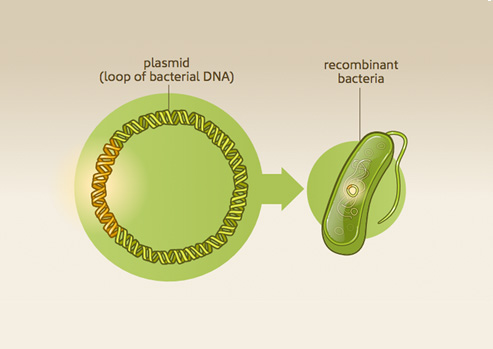 plasmid
(loop of bacterial DNA)
recombinant
bacteria